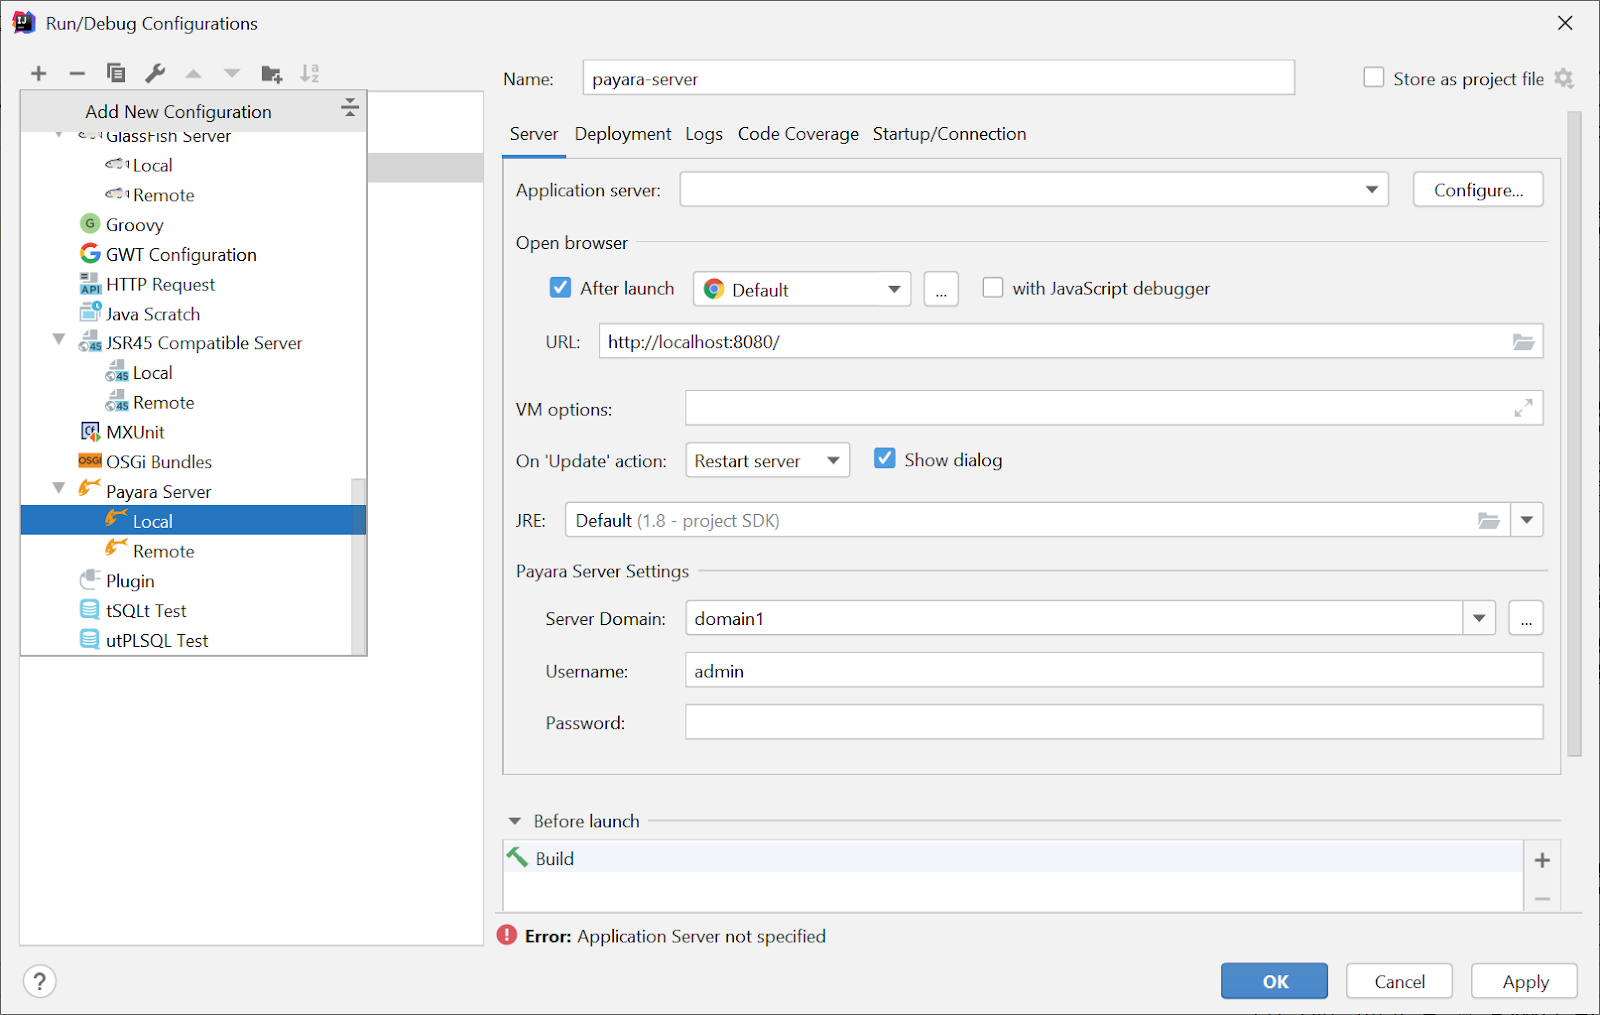 Run/Debug Configurations
Name: payara-server Store as project file
Add New Configuration
GlassFish Server
Local
Remote
Groovy
GWT Configuration
HTTP Request
Java Scratch
JSR45 Compatible Server
Local
Remote
MXUnit
OSGi Bundles
Payara Server
Local
Remote
Plugin
tSQLt Test
utPLSQL Test
Server Deployment Logs Code Coverage Startup/Connection
Application server: Configure...
Open browser
After launch Default ... with JavaScript debugger
URL: http://localhost:8080/
VM options:
On 'Update' action: Restart server Show dialog
JRE: Default (1.8 - project SDK)
Payara Server Settings
Server Domain: domain1 ...
Username: admin
Password:
Before launch
Build
Error: Application Server not specified
? OK Cancel Apply